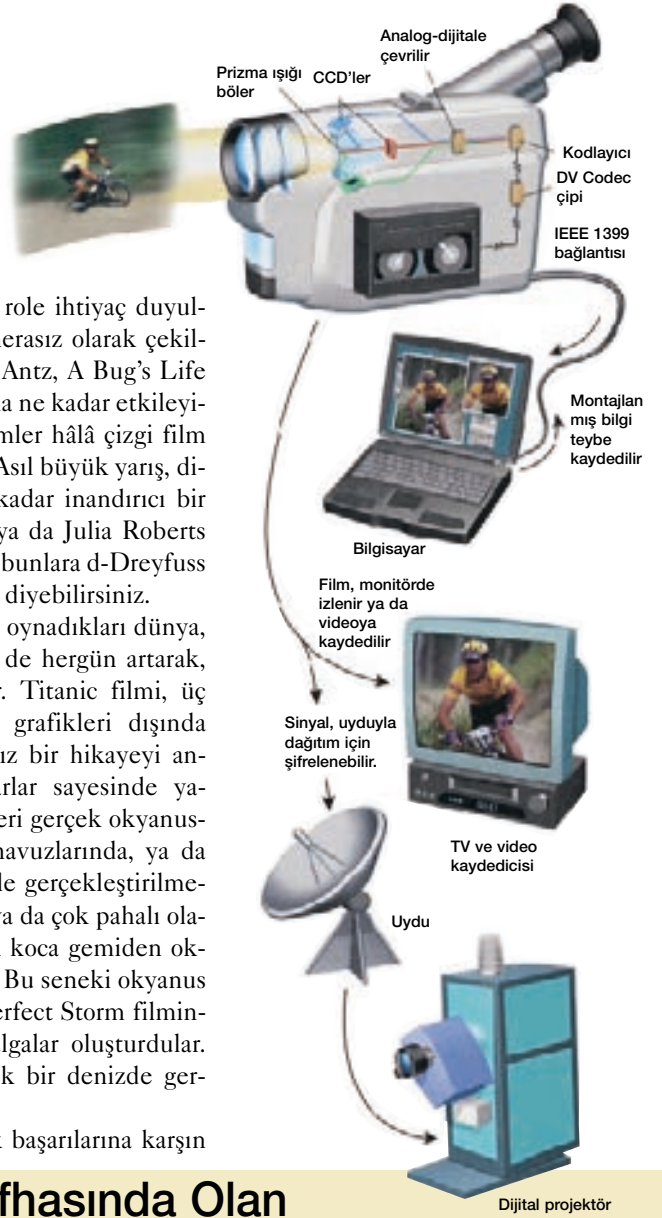 Analog-dijitale
çevrilir
Prizma ışığı
böler
CCD'ler
Kodlayıcı
DV Codec
çipi
IEEE 1399
bağlantısı
role ihtiyaç duyul-
erasız olarak çekil-
Antz, A Bug's Life
a ne kadar etkileyi-
mler hâlâ çizgi film
Asıl büyük yarış, di-
kadar inandırıcı bir
ya da Julia Roberts
bunlara d-Dreyfuss
diyebilirsiniz.
oynadıkları dünya,
de hergün artarak,
r. Titanic filmi, üç
grafikleri dışında
ız bir hikayeyi an-
arlar sayesinde ya-
eri gerçek okyanus-
havuzlarında, ya da
le gerçekleştirilme-
ya da çok pahalı ola-
koca gemiden ok-
Bu seneki okyanus
erfect Storm filmin-
lgalar oluşturdular.
k bir denizde ger-
k başarılarına karşın
Montajlan
mış bilgi
teybe
kaydedilir
Bilgisayar
Film, monitörde
izlenir ya da
videoya
kaydedilir
Sinyal, uyduyla
dağıtım için
şifrelenebilir.
TV ve video
kaydedicisi
Uydu
Dijital projektör
fhasında Olan